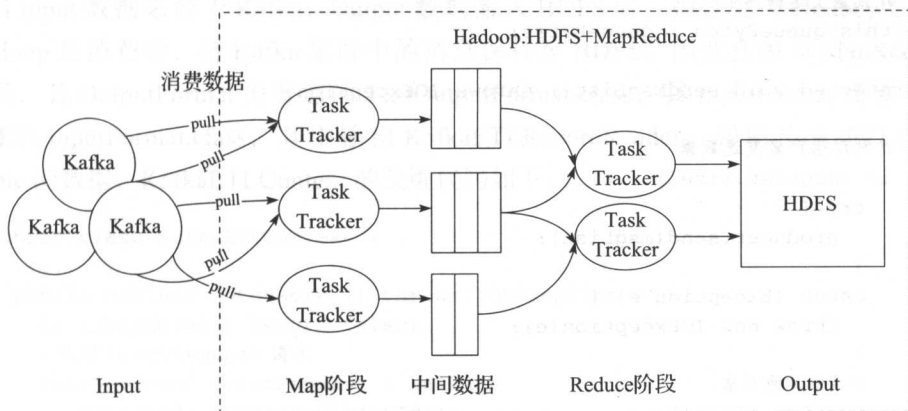 Hadoop:HDFS+MapReduce
消费数据
pull
pull
pull
pull
pull
Kafka
Kafka
Kafka
Task
Tracker
Task
Tracker
Task
Tracker
Task
Tracker
Task
Tracker
HDFS
Input
Map阶段
中间数据
Reduce阶段
Output